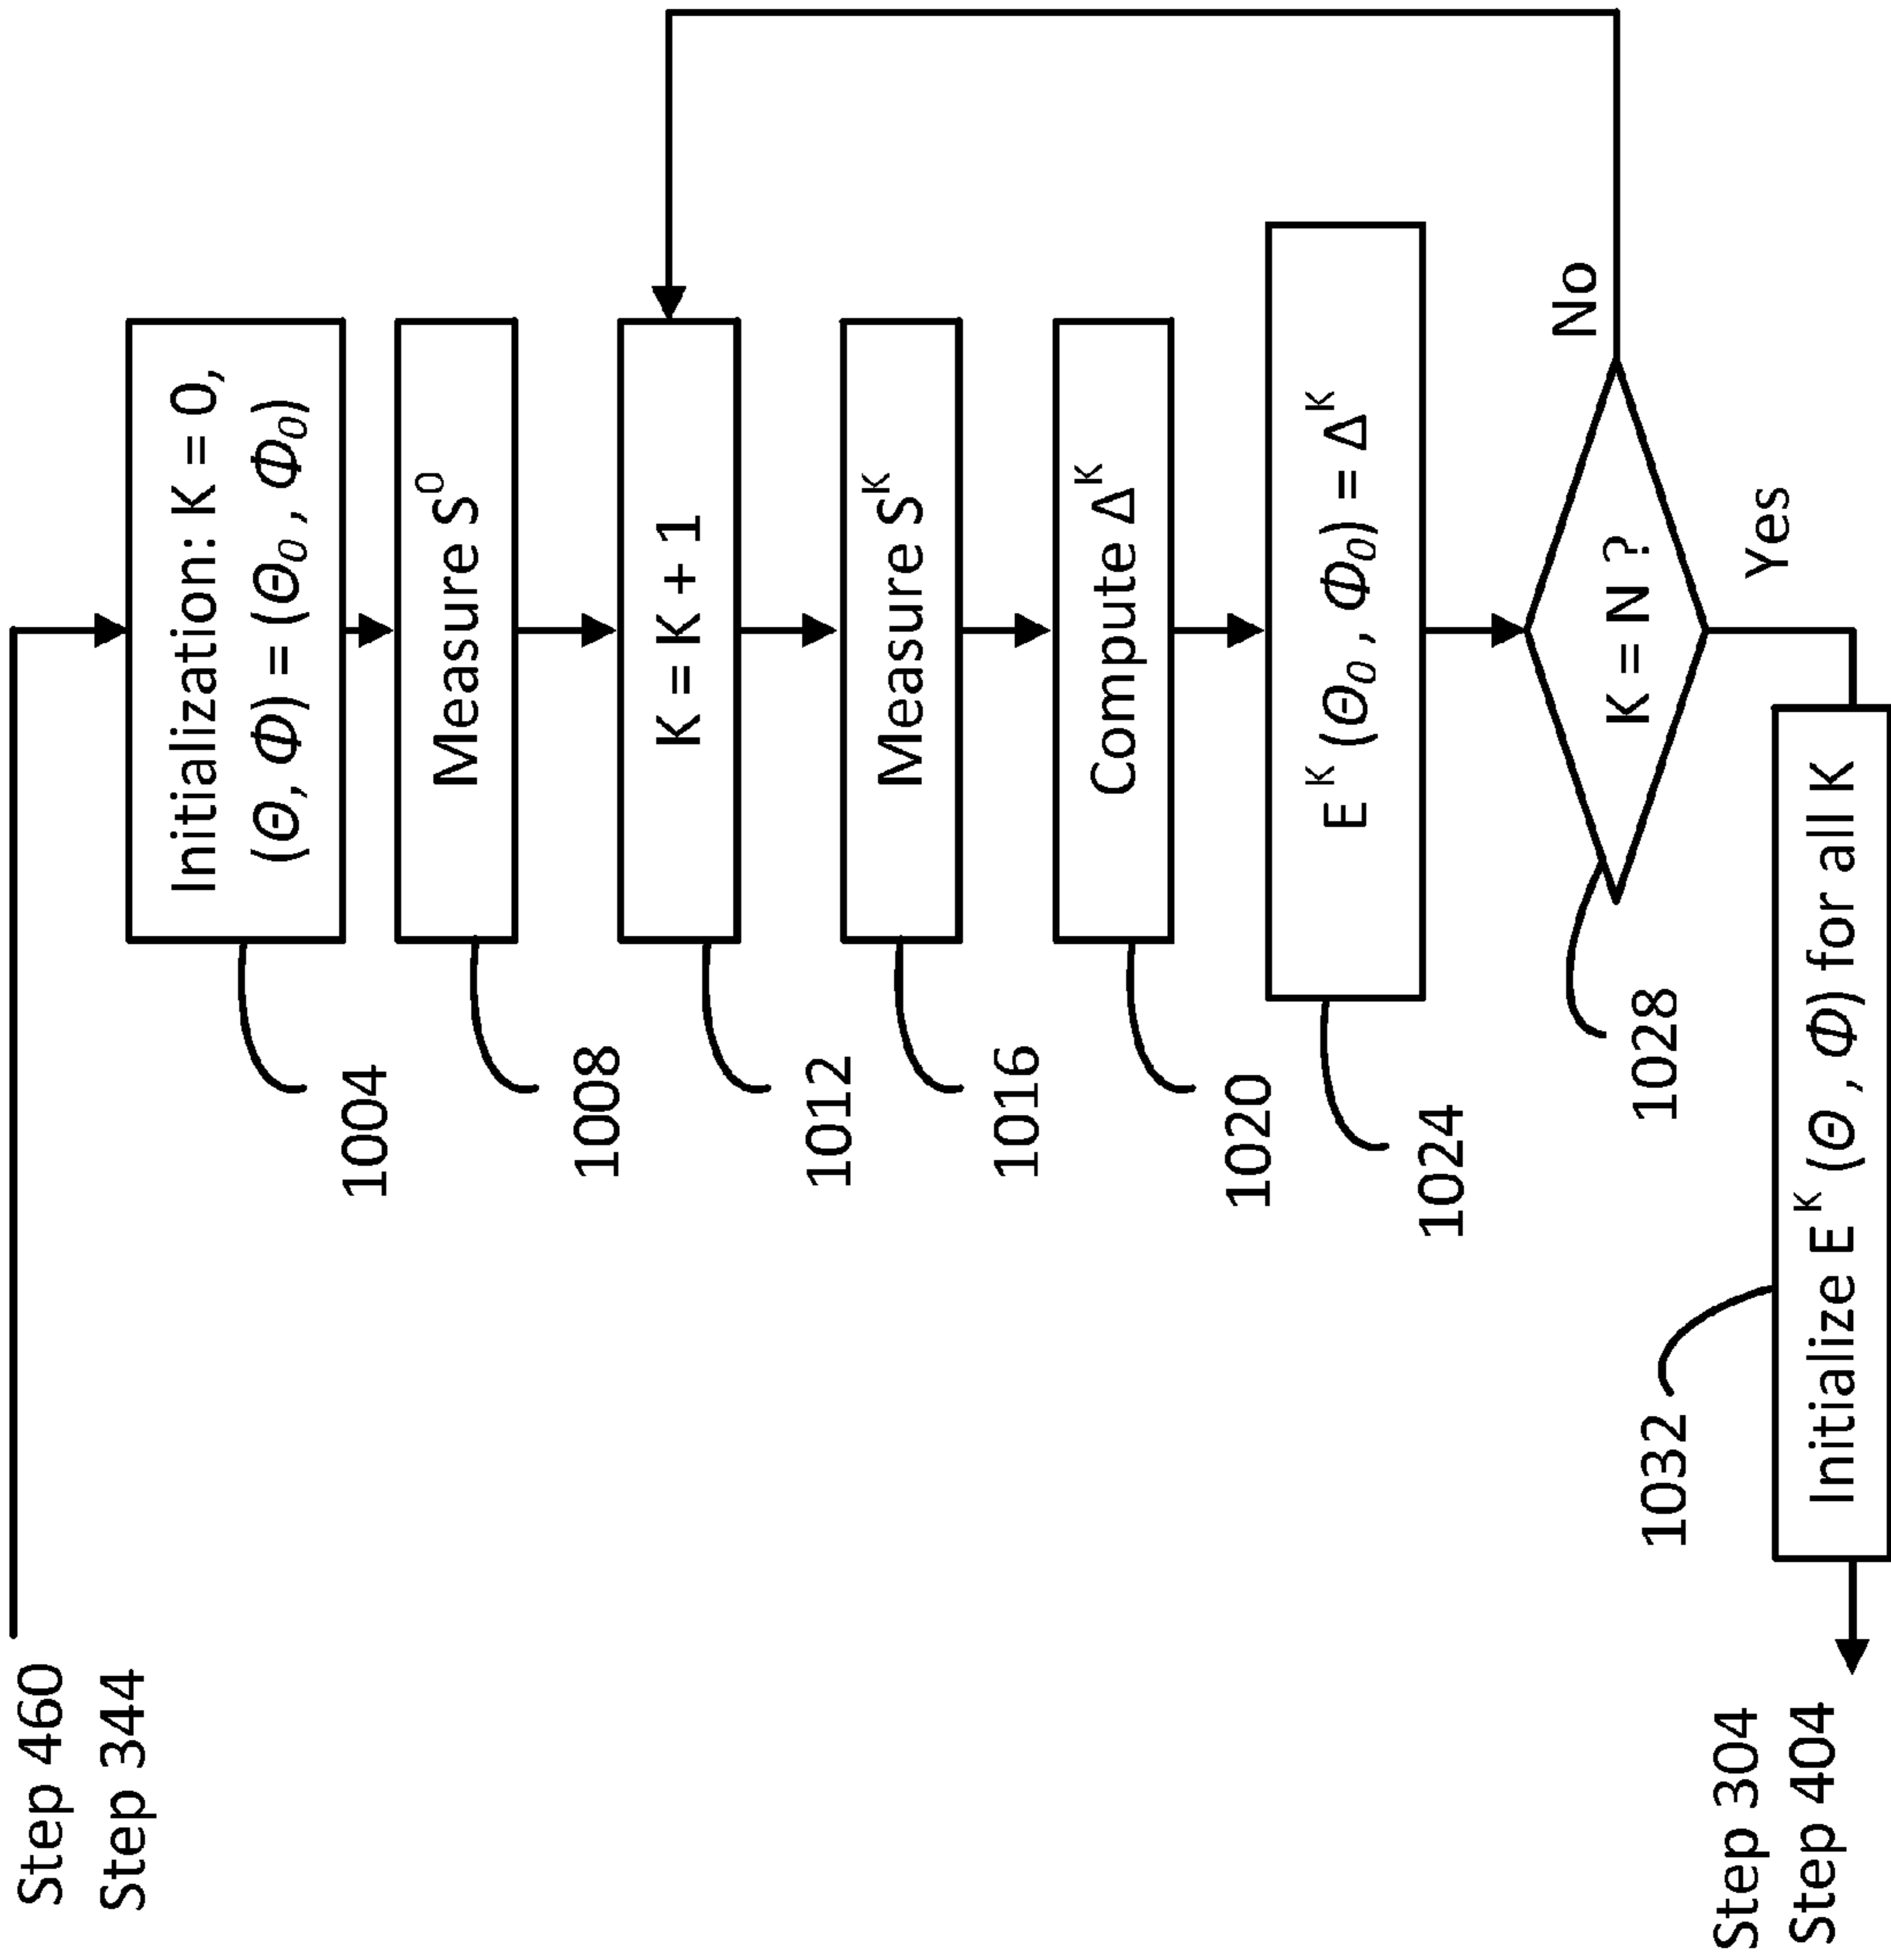 Step 460
Step 344
Initialization: K = 0,
(Θ, Φ) = (Θ₀, Φ₀)
1004
Measure S⁰
1008
K = K + 1
1012
Measure Sᴷ
1016
Compute Δᴷ
1020
Eᴷ (Θ₀, Φ₀) = Δᴷ
1024
K = N ?
1028
No
Yes
1032
Initialize Eᴷ (Θ, Φ) for all K
Step 304
Step 404